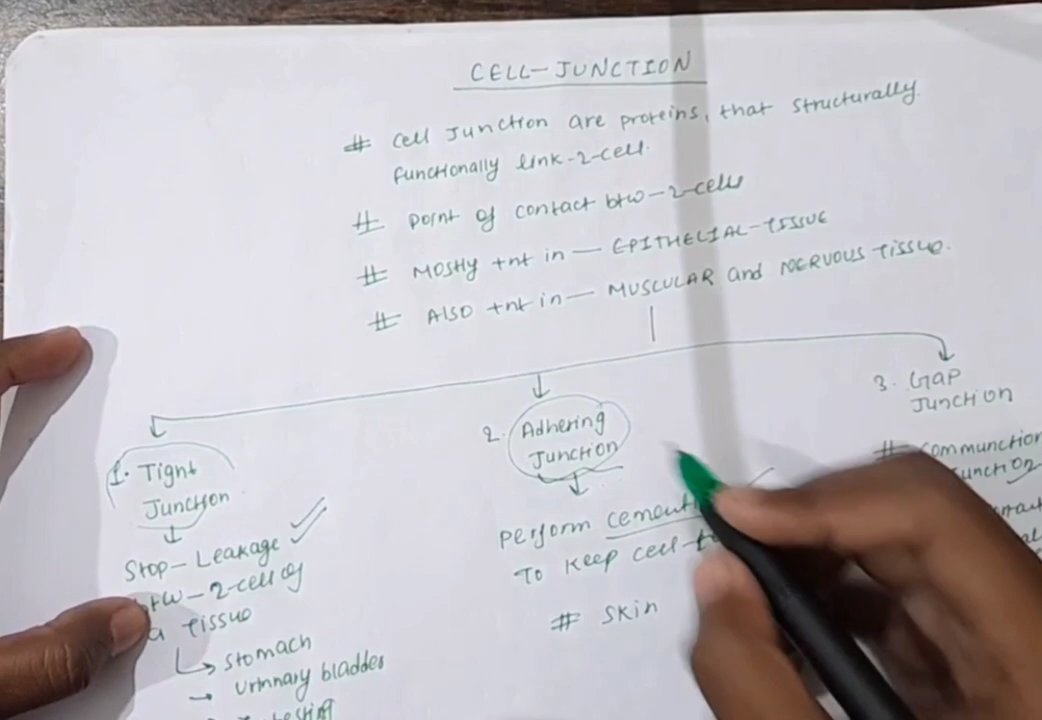 CELL-JUNCTION
# Cell Junction are proteins, that structurally
functionally link-2-cell.
# point of contact btw-2-cells
# Mostly +nt in — EPITHELIAL-TISSUE
# Also +nt in — MUSCULAR and NERVOUS Tissue.
1. Tight
Junction
Stop-Leakage
btw-2-cell of
a tissue
→ Stomach
→ Urinnary bladder
2. Adhering
Junction
Perform
To keep cell
# Skin
3. Gap
Junction